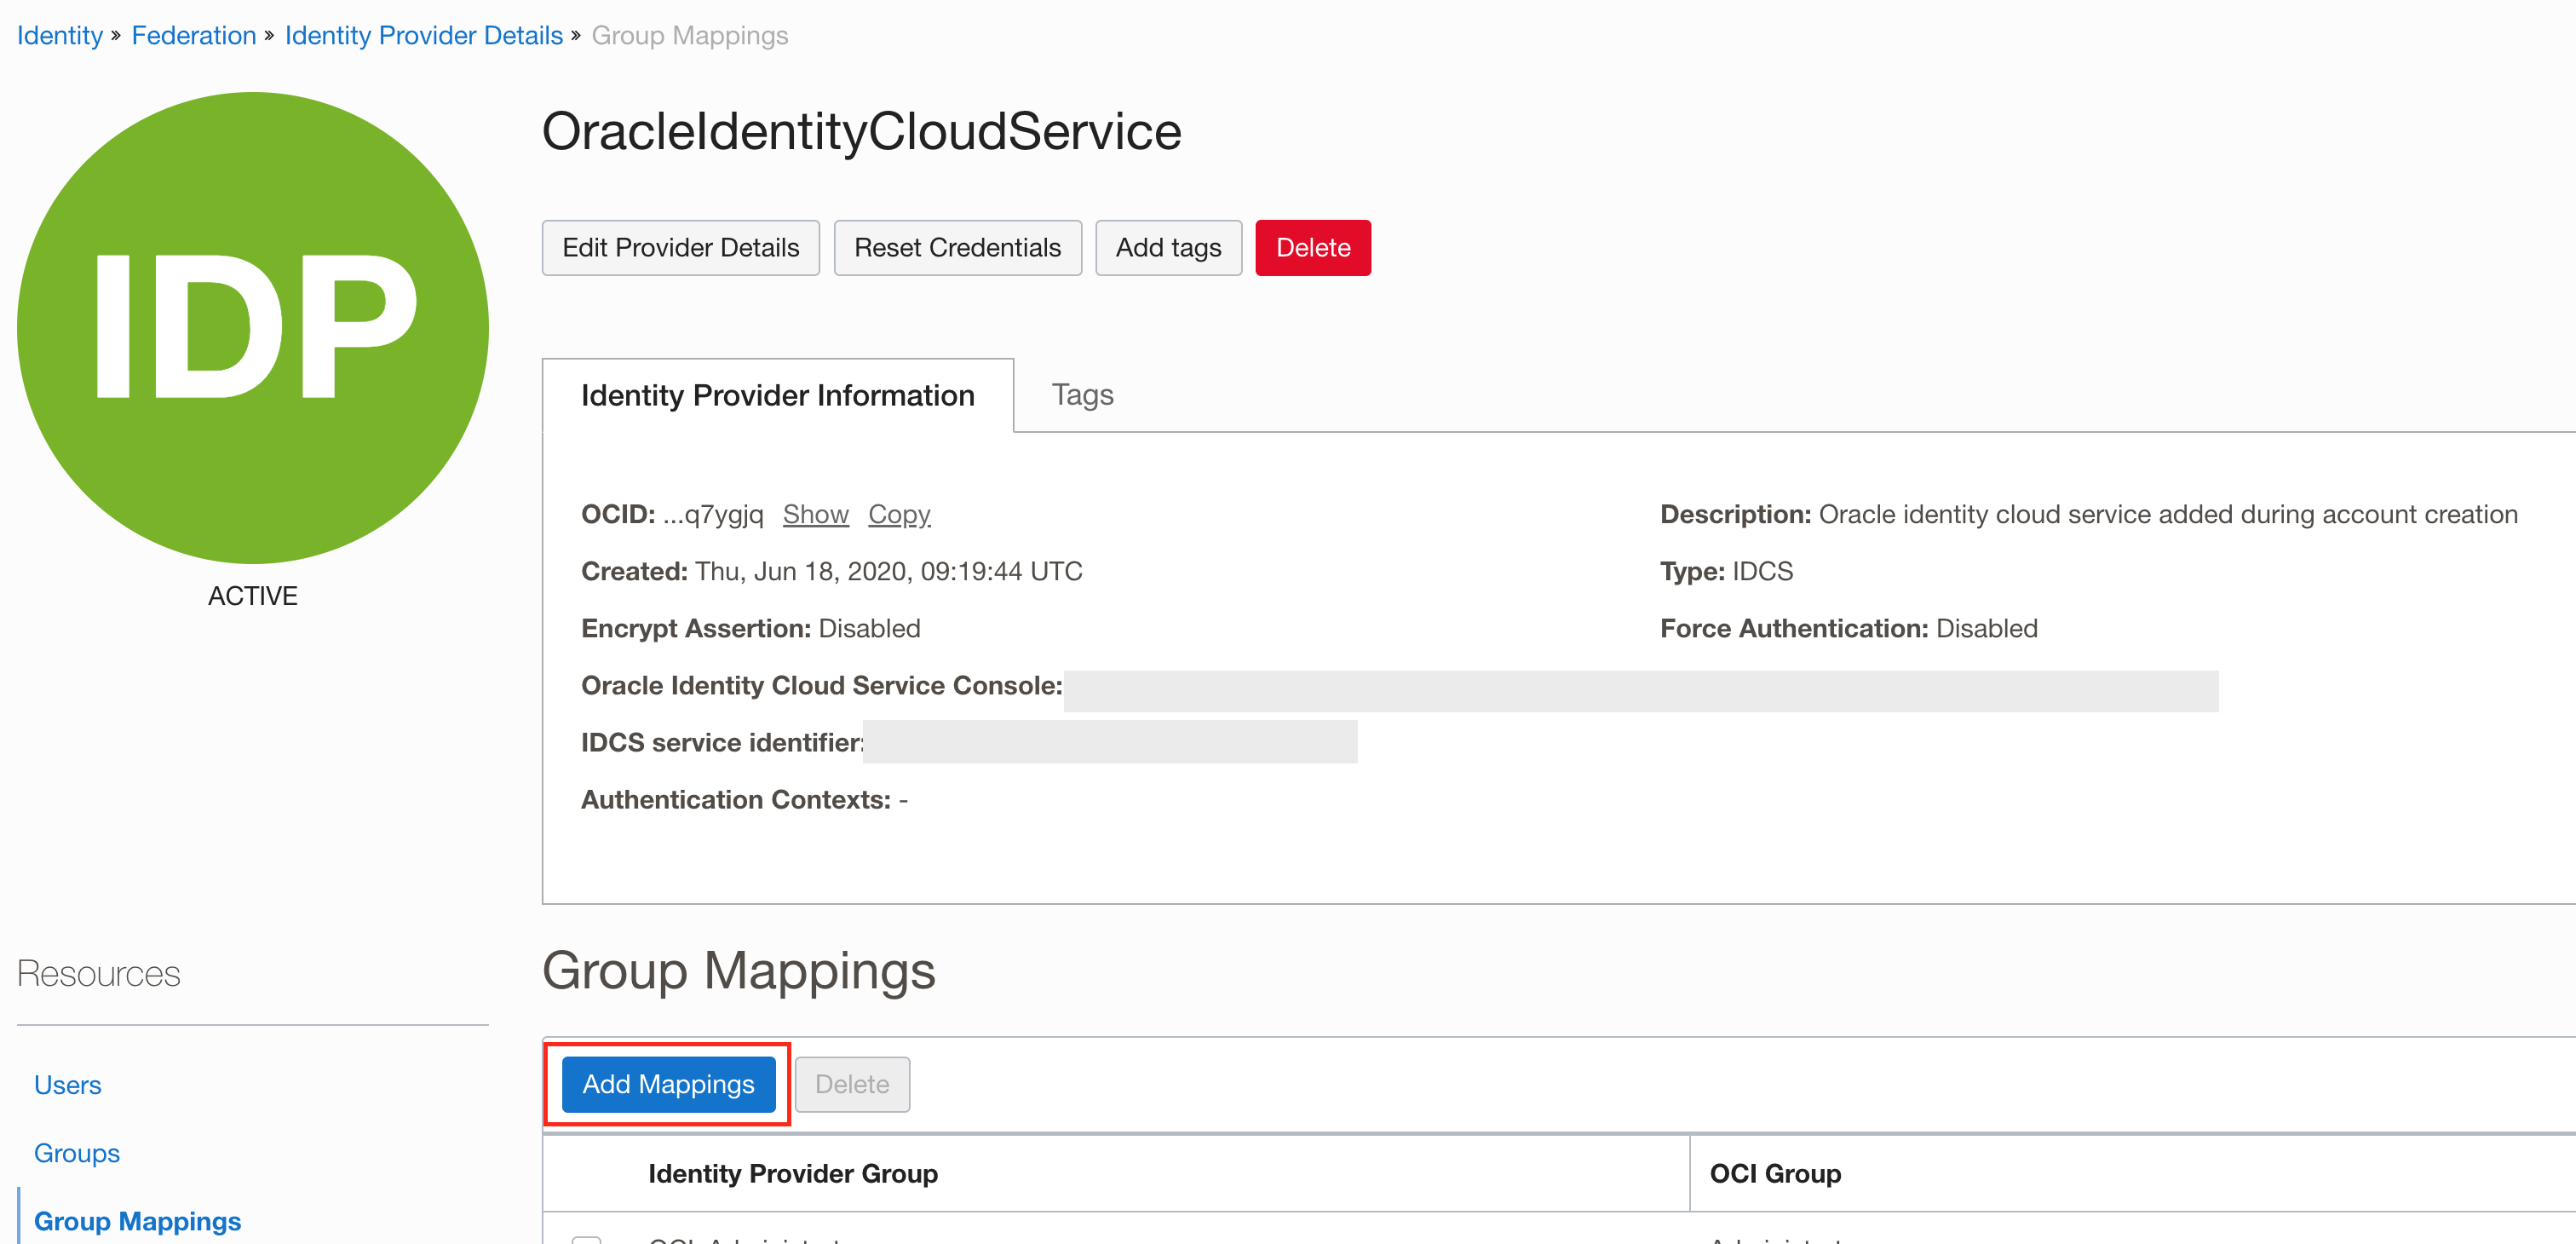 Identity » Federation » Identity Provider Details » Group Mappings
IDP
ACTIVE
OracleIdentityCloudService
Edit Provider Details Reset Credentials Add tags Delete
Identity Provider Information Tags
OCID: ...q7ygjq Show Copy
Description: Oracle identity cloud service added during account creation
Created: Thu, Jun 18, 2020, 09:19:44 UTC
Type: IDCS
Encrypt Assertion: Disabled
Force Authentication: Disabled
Oracle Identity Cloud Service Console:
IDCS service identifier:
Authentication Contexts: -
Resources
Users
Groups
Group Mappings
Group Mappings
Add Mappings Delete
Identity Provider Group OCI Group